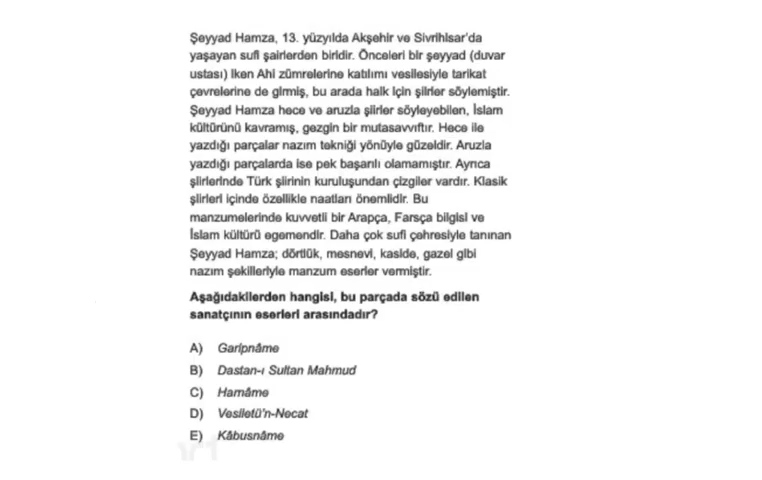 Şeyyad Hamza, 13. yüzyılda Akşehir ve Sivrihisar'da
yaşayan sufi şairlerden biridir. Önceleri bir şeyyad (duvar
ustası) iken Ahi zümrelerine katılımı vesilesiyle tarikat
çevrelerine de girmiş, bu arada halk için şiirler söylemiştir.
Şeyyad Hamza hece ve aruzla şiirler söyleyebilen, İslam
kültürünü kavramış, gezgin bir mutasavvıftır. Hece ile
yazdığı parçalar nazım tekniği yönüyle güzeldir. Aruzla
yazdığı parçalarda ise pek başarılı olamamıştır. Ayrıca
şiirlerinde Türk şiirinin kuruluşundan çizgiler vardır. Klasik
şiirleri içinde özellikle naatları önemlidir. Bu
manzumelerinde kuvvetli bir Arapça, Farsça bilgisi ve
İslam kültürü egemendir. Daha çok sufi çehresiyle tanınan
Şeyyad Hamza; dörtlük, mesnevi, kaside, gazel gibi
nazım şekilleriyle manzum eserler vermiştir.
Aşağıdakilerden hangisi, bu parçada sözü edilen
sanatçının eserleri arasındadır?
A) Garipnâme
B) Dastan-ı Sultan Mahmud
C) Harnâme
D) Vesiletü'n-Necat
E) Kâbusnâme